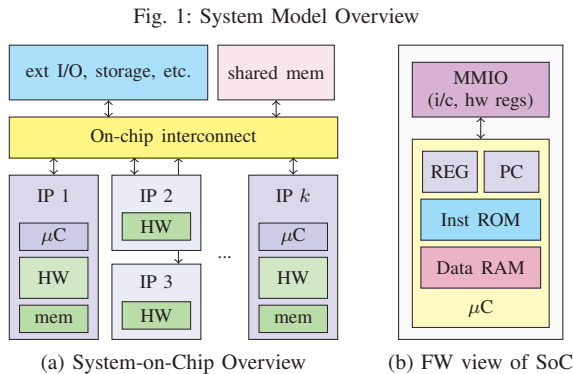 Fig. 1: System Model Overview
ext I/O, storage, etc.
shared mem
On-chip interconnect
IP 1
μC
HW
mem
IP 2
HW
IP 3
HW
...
IP k
μC
HW
mem
(a) System-on-Chip Overview
MMIO
(i/c, hw regs)
REG
PC
Inst ROM
Data RAM
μC
(b) FW view of SoC